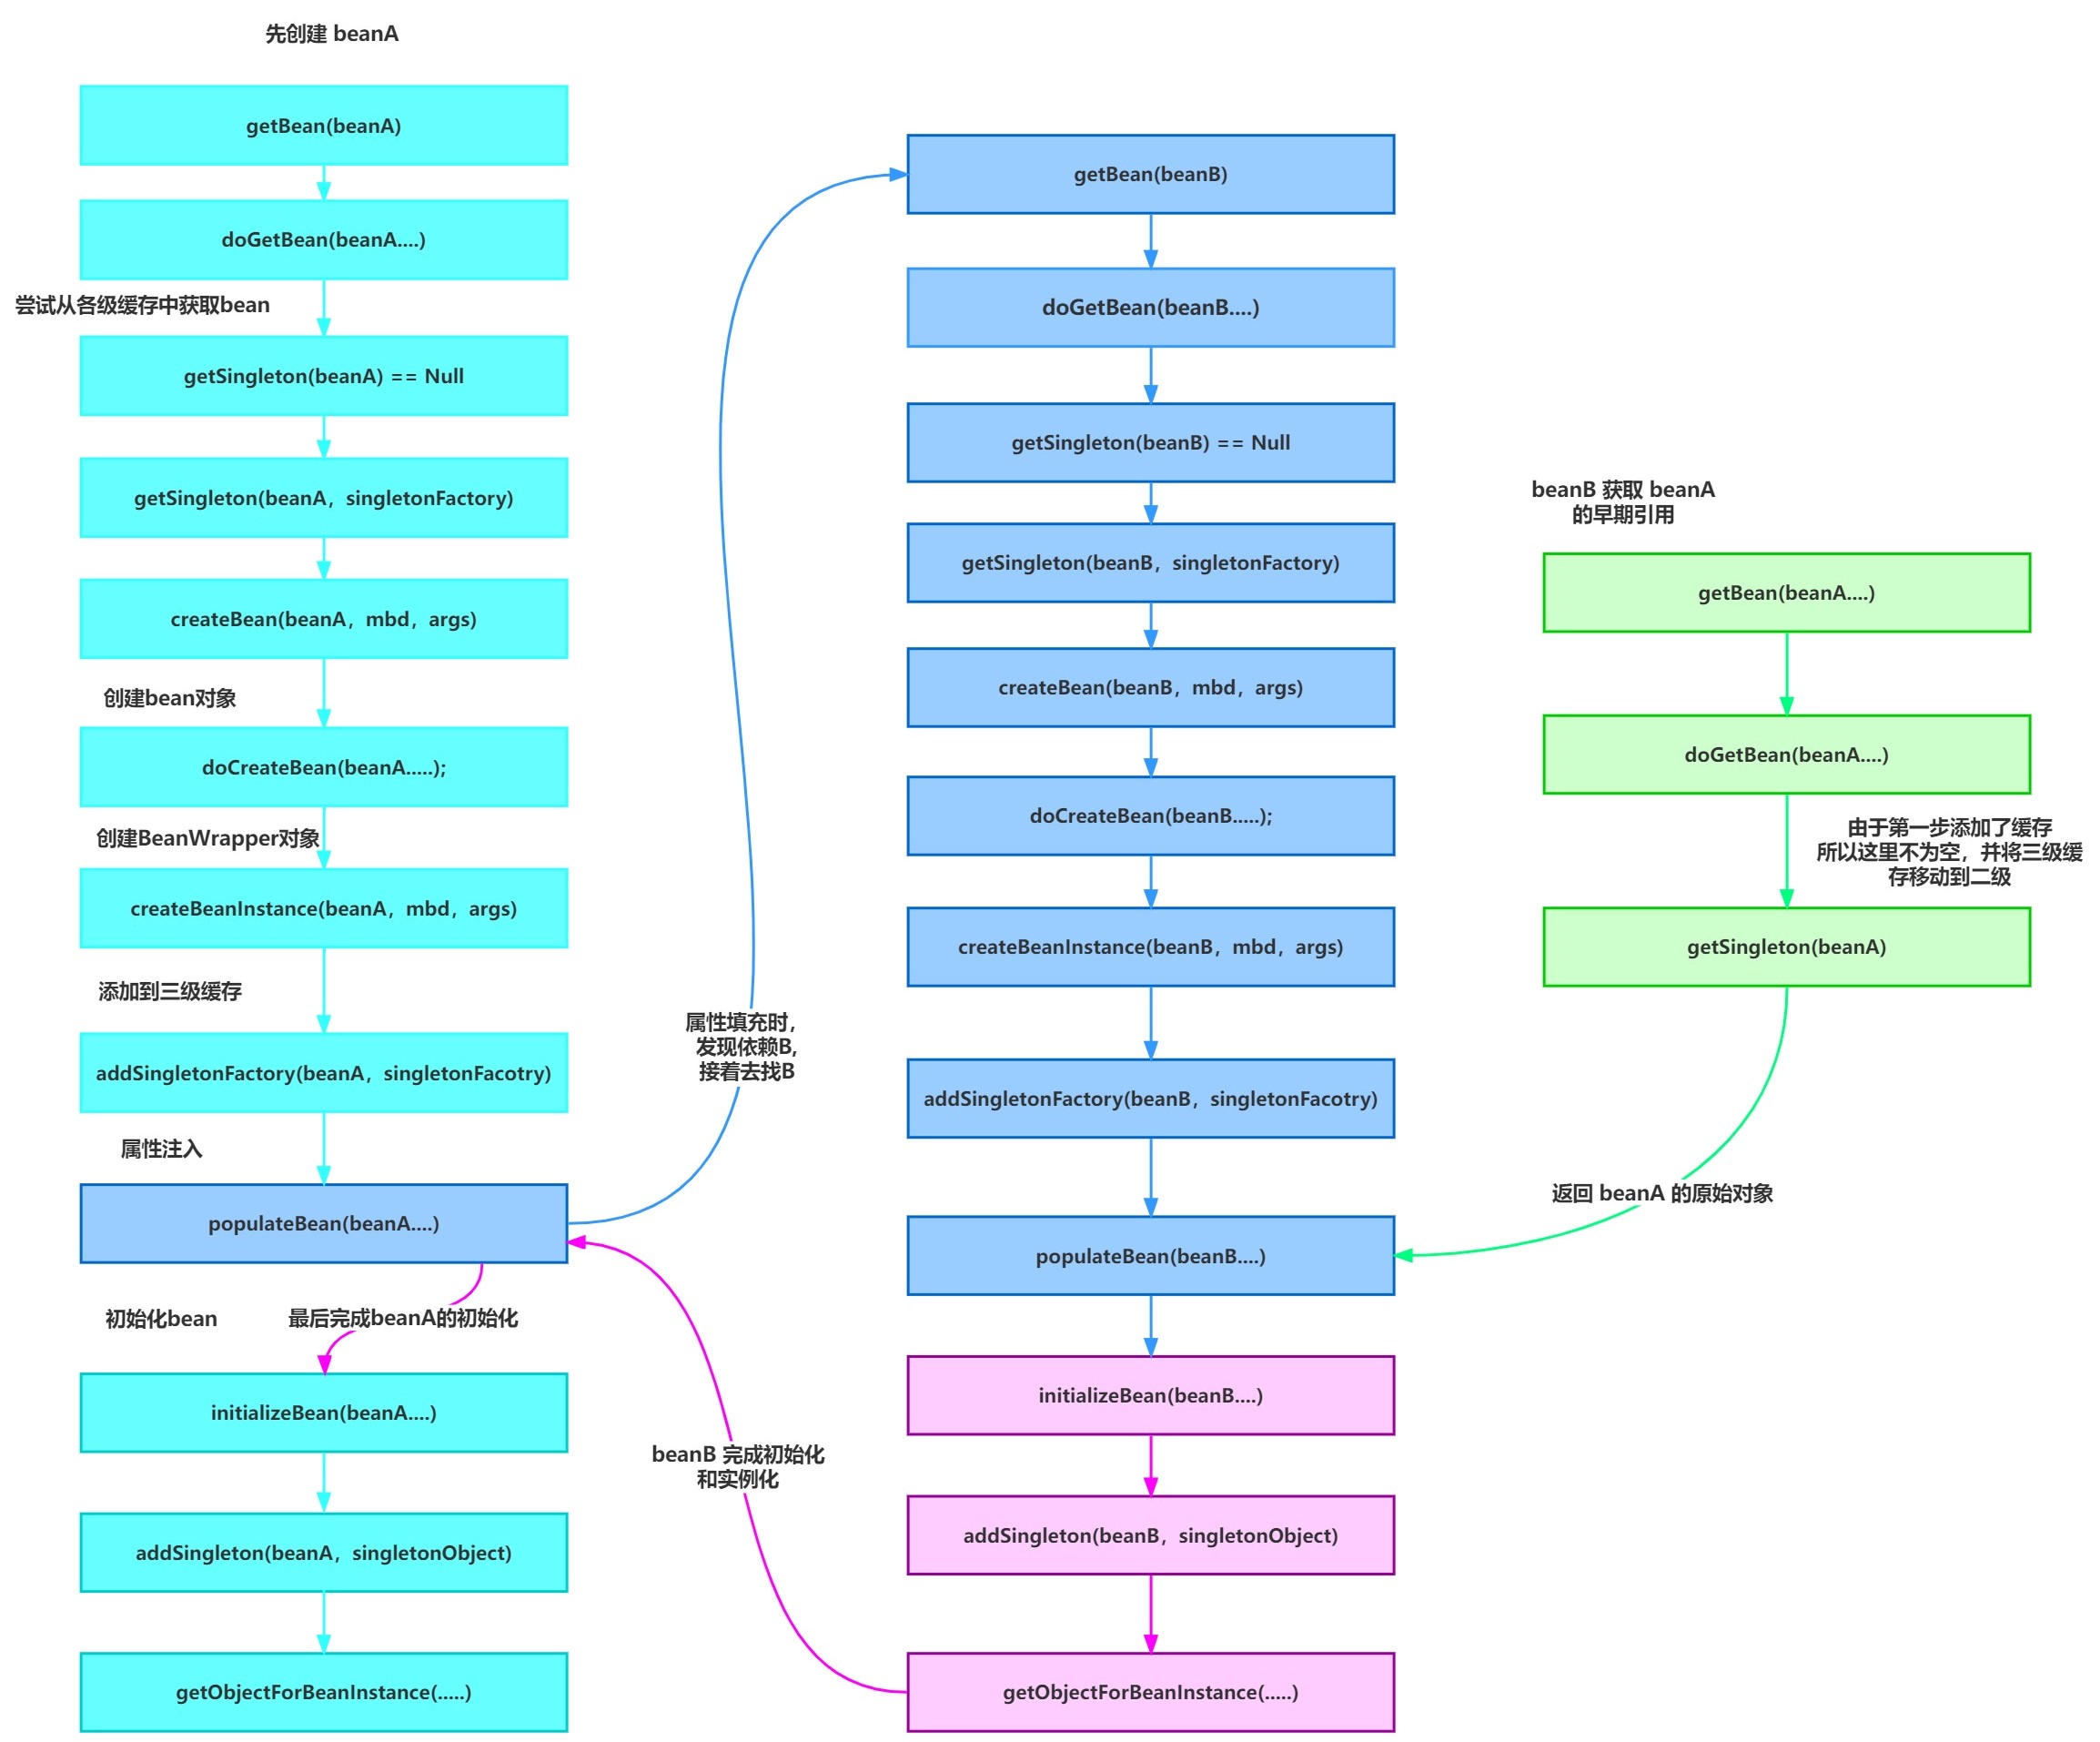 先创建 beanA
getBean(beanA)
doGetBean(beanA....)
尝试从各级缓存中获取bean
getSingleton(beanA) == Null
getSingleton(beanA，singletonFactory)
createBean(beanA，mbd，args)
创建bean对象
doCreateBean(beanA.....);
创建BeanWrapper对象
createBeanInstance(beanA，mbd，args)
添加到三级缓存
addSingletonFactory(beanA，singletonFacotry)
属性注入
populateBean(beanA....)
初始化bean
最后完成beanA的初始化
initializeBean(beanA....)
addSingleton(beanA，singletonObject)
getObjectForBeanInstance(.....)
属性填充时，
发现依赖B,
接着去找B
beanB 完成初始化
和实例化
getBean(beanB)
doGetBean(beanB....)
getSingleton(beanB) == Null
getSingleton(beanB，singletonFactory)
createBean(beanB，mbd，args)
doCreateBean(beanB.....);
createBeanInstance(beanB，mbd，args)
addSingletonFactory(beanB，singletonFacotry)
populateBean(beanB....)
initializeBean(beanB....)
addSingleton(beanB，singletonObject)
getObjectForBeanInstance(.....)
beanB 获取 beanA
的早期引用
getBean(beanA....)
doGetBean(beanA....)
由于第一步添加了缓存
所以这里不为空，并将三级缓
存移动到二级
getSingleton(beanA)
返回 beanA 的原始对象